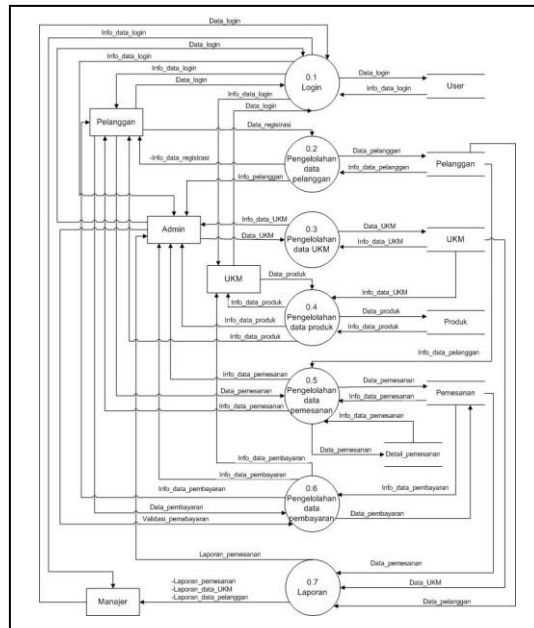 Data_login
Info_data_login
Data_login
Info_data_login
Info_data_login
Data_login
Info_data_login
Data_login
0.1
Login
Data_login
Info_data_login
User
Pelanggan
Data_registrasi
-Info_data_registrasi
Info_pelanggan
0.2
Pengelolahan
data
pelanggan
Data_pelanggan
Info_data_pelanggan
Pelanggan
Admin
Info_data_UKM
Data_UKM
0.3
Pengelolahan
data UKM
Data_UKM
Info_data_UKM
UKM
UKM
Data_produk
Info_data_UKM
Info_data_produk
Info_data_produk
Info_data_produk
0.4
Pengelolahan
data produk
Data_produk
Info_data_produk
Produk
Info_data_pelanggan
Info_data_pemesanan
Data_pemesanan
Info_data_pemesanan
0.5
Pengelolahan
data
pemesanan
Data_pemesanan
Info_data_pemesanan
Pemesanan
Info_data_pemesanan
Data_pemesanan
Detail_pemesanan
Info_data_pembayaran
Info_data_pembayaran
Info_data_pembayaran
Data_pembayaran
Validasi_pemabayaran
0.6
Pengelolahan
data
pembayaran
Info_data_pembayaran
Data_pembayaran
Laporan_pemesanan
-Laporan_pemesanan
-Laporan_data_UKM
-Laporan_data_pelanggan
Manajer
0.7
Laporan
Data_pemesanan
Data_UKM
Data_pelanggan